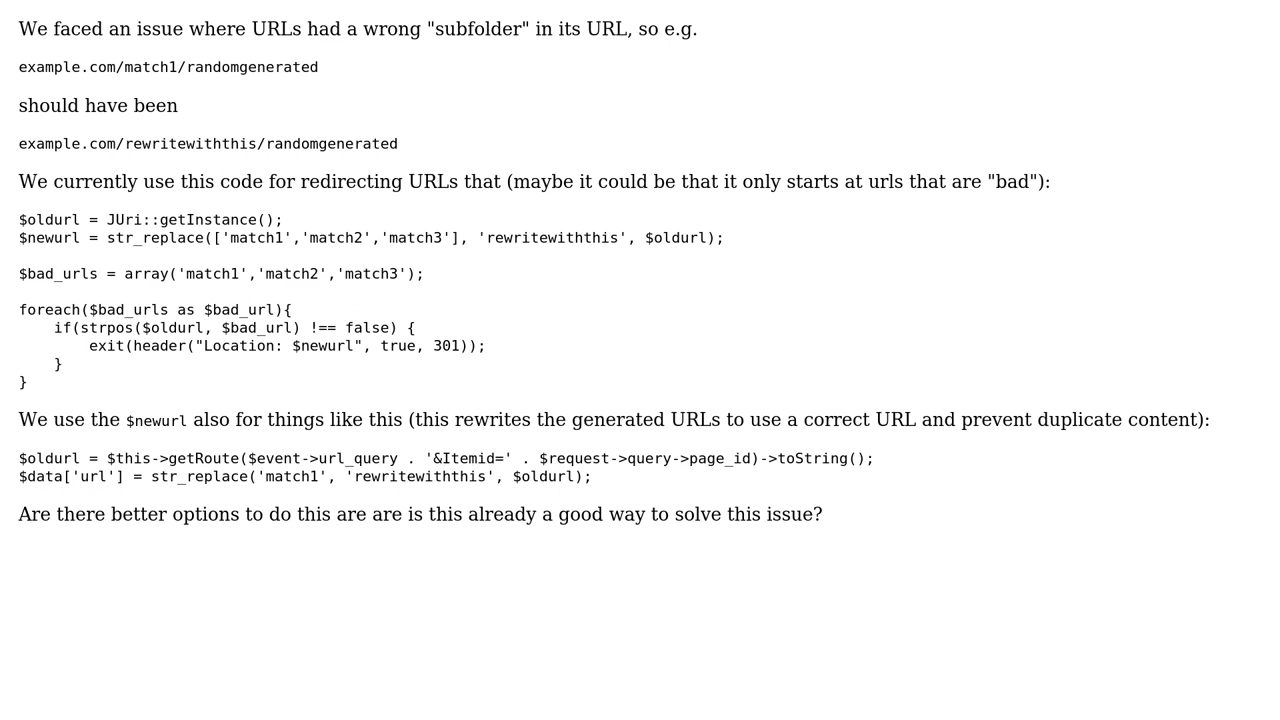 We faced an issue where URLs had a wrong "subfolder" in its URL, so e.g.
example.com/match1/randomgenerated
should have been
example.com/rewritewiththis/randomgenerated
We currently use this code for redirecting URLs that (maybe it could be that it only starts at urls that are "bad"):
$oldurl = JUri::getInstance();
$newurl = str_replace(['match1','match2','match3'], 'rewritewiththis', $oldurl);
$bad_urls = array('match1','match2','match3');
foreach($bad_urls as $bad_url){
    if(strpos($oldurl, $bad_url) !== false) {
        exit(header("Location: $newurl", true, 301));
    }
}
We use the $newurl also for things like this (this rewrites the generated URLs to use a correct URL and prevent duplicate content):
$oldurl = $this->getRoute($event->url_query . '&Itemid=' . $request->query->page_id)->toString();
$data['url'] = str_replace('match1', 'rewritewiththis', $oldurl);
Are there better options to do this are are is this already a good way to solve this issue?